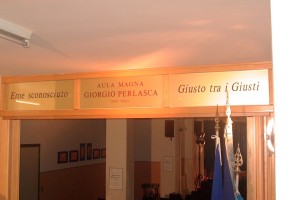 Eroe sconosciuto
AULA MAGNA
GIORGIO PERLASCA
Giusto tra i Giusti